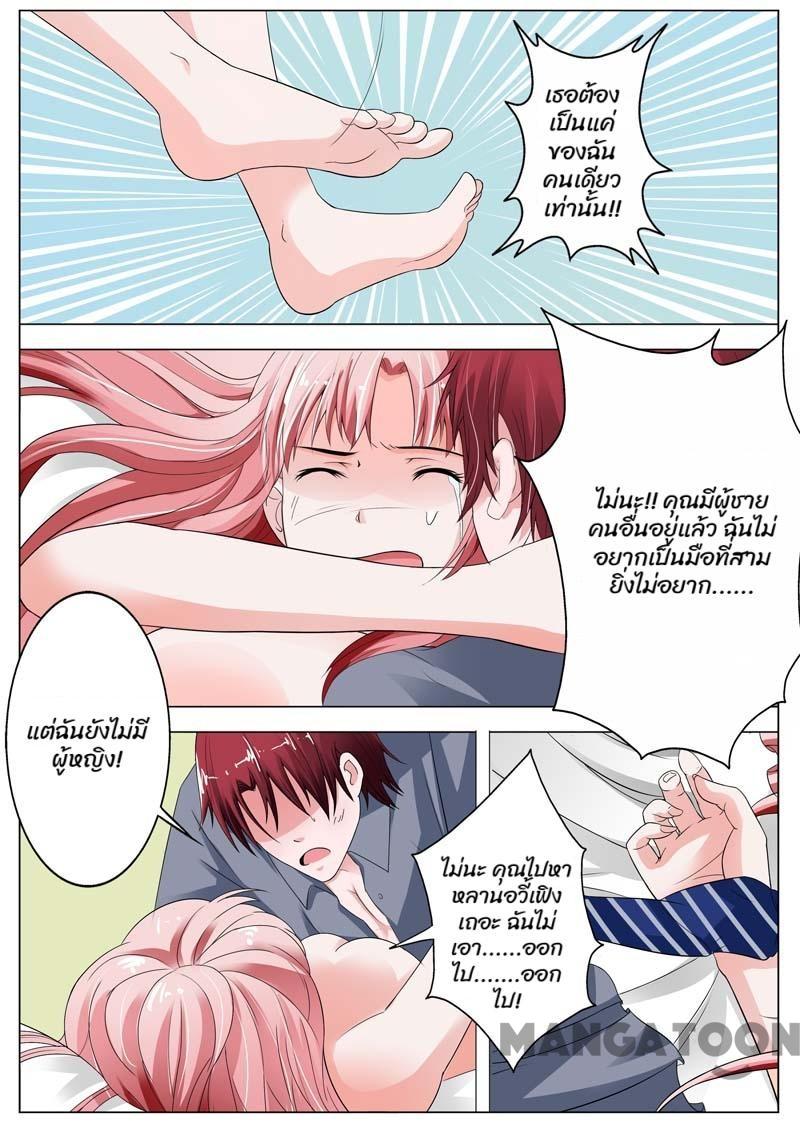 เธอต้อง
เป็นแค่
ของฉัน
คนเดียว
เท่านั้น!!
ไม่นะ!! คุณมีผู้ชาย
คนอื่นอยู่แล้ว ฉันไม่
อยากเป็นมือที่สาม
ยิ่งไม่อยาก......
แต่ฉันยังไม่มี
ผู้หญิง!
ไม่นะ คุณไปหา
หลานอวี้เฟิง
เถอะ ฉันไม่
เอา......ออก
ไป.......ออก
ไป!
MANGATOON